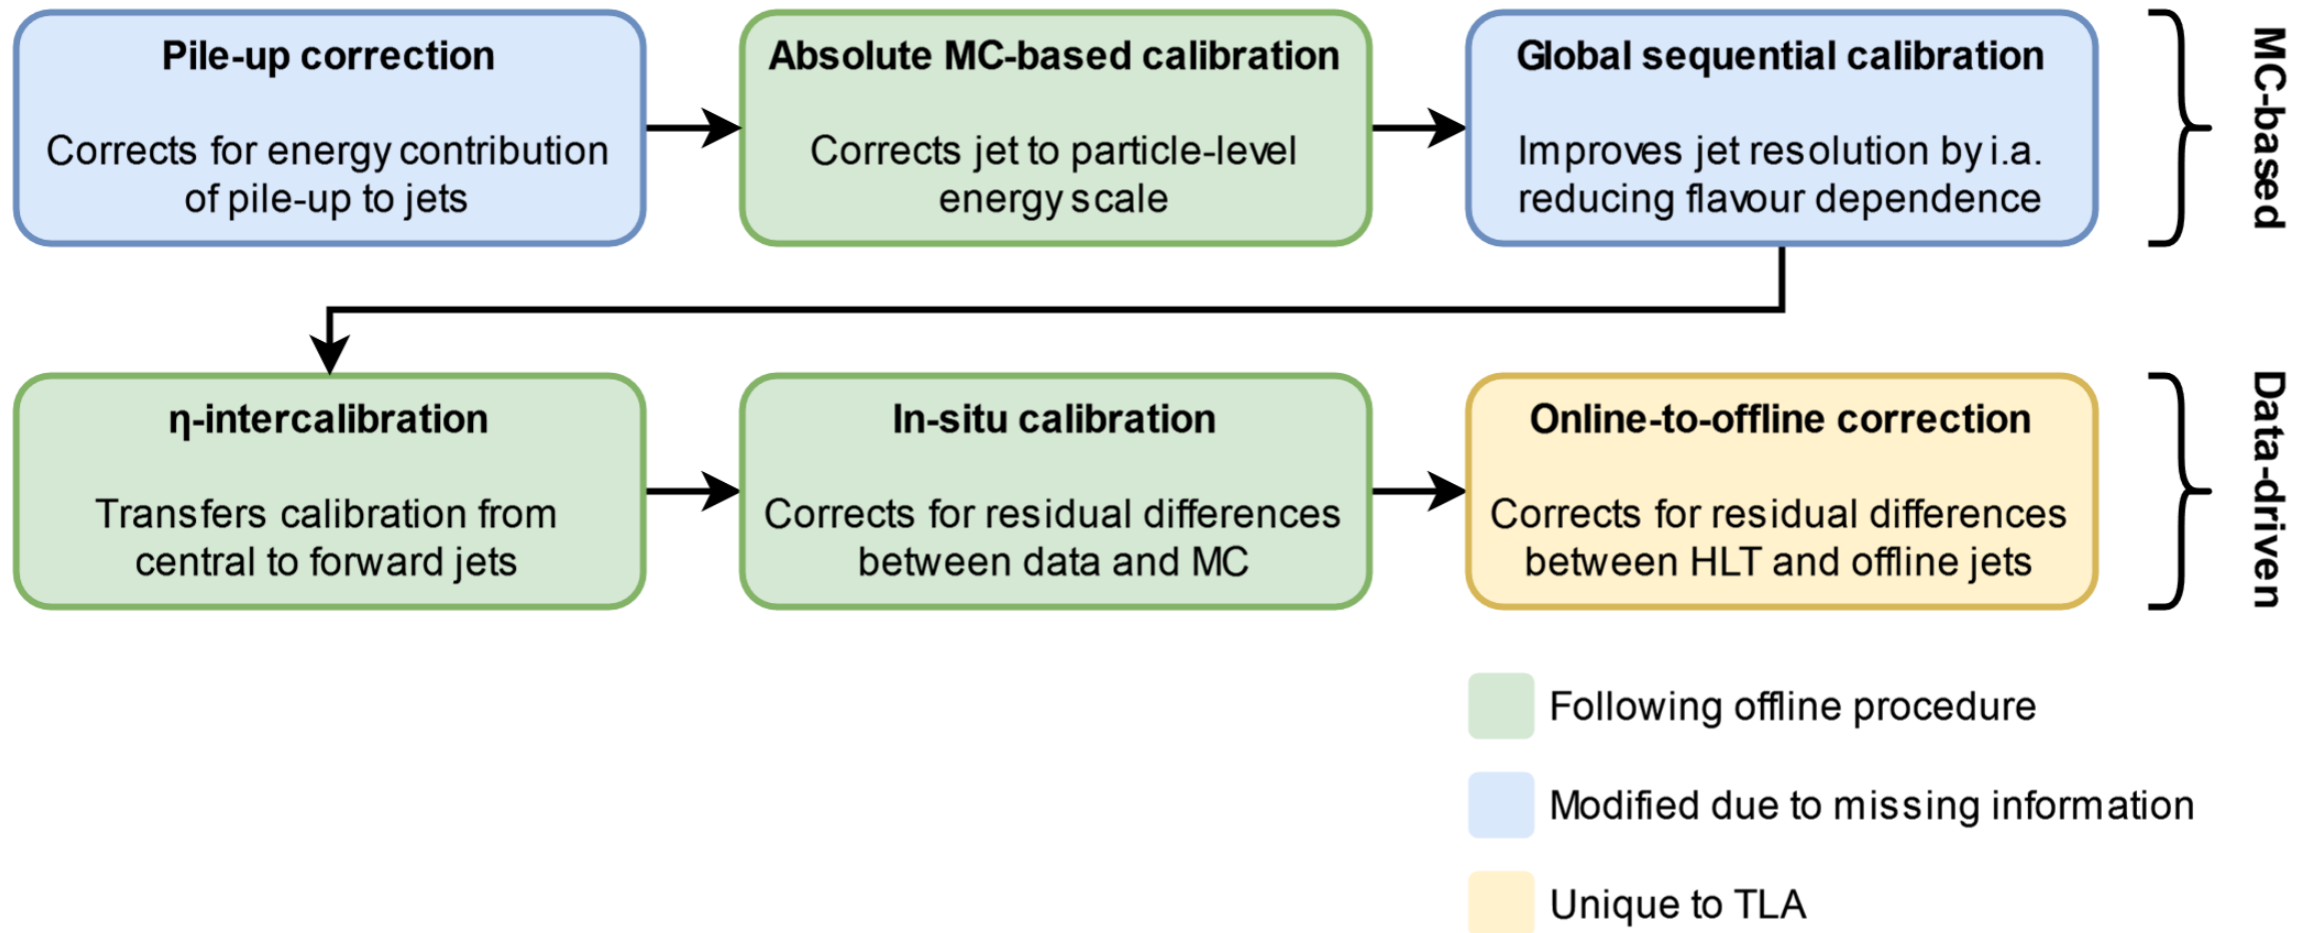 Pile-up correction
Corrects for energy contribution
of pile-up to jets
Absolute MC-based calibration
Corrects jet to particle-level
energy scale
Global sequential calibration
Improves jet resolution by i.a.
reducing flavour dependence
MC-based
η-intercalibration
Transfers calibration from
central to forward jets
In-situ calibration
Corrects for residual differences
between data and MC
Online-to-offline correction
Corrects for residual differences
between HLT and offline jets
Data-driven
Following offline procedure
Modified due to missing information
Unique to TLA